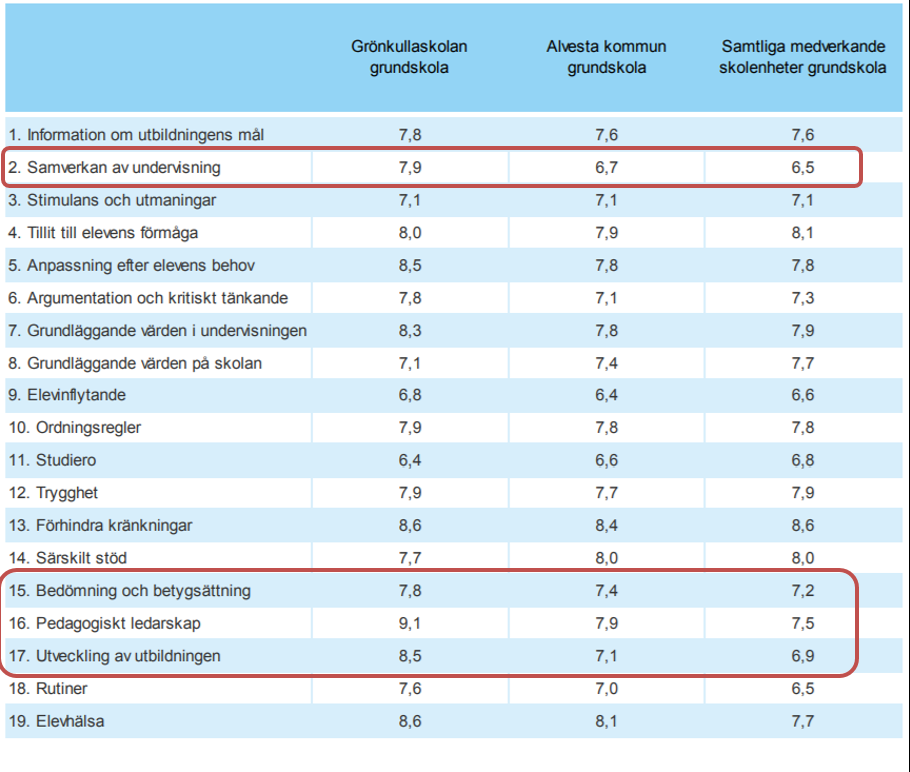 Grönkullaskolan grundskola Alvesta kommun grundskola Samtliga medverkande skolenheter grundskola
1. Information om utbildningens mål 7,8 7,6 7,6
2. Samverkan av undervisning 7,9 6,7 6,5
3. Stimulans och utmaningar 7,1 7,1 7,1
4. Tillit till elevens förmåga 8,0 7,9 8,1
5. Anpassning efter elevens behov 8,5 7,8 7,8
6. Argumentation och kritiskt tänkande 7,8 7,1 7,3
7. Grundläggande värden i undervisningen 8,3 7,8 7,9
8. Grundläggande värden på skolan 7,1 7,4 7,7
9. Elevinflytande 6,8 6,4 6,6
10. Ordningsregler 7,9 7,8 7,8
11. Studiero 6,4 6,6 6,8
12. Trygghet 7,9 7,7 7,9
13. Förhindra kränkningar 8,6 8,4 8,6
14. Särskilt stöd 7,7 8,0 8,0
15. Bedömning och betygsättning 7,8 7,4 7,2
16. Pedagogiskt ledarskap 9,1 7,9 7,5
17. Utveckling av utbildningen 8,5 7,1 6,9
18. Rutiner 7,6 7,0 6,5
19. Elevhälsa 8,6 8,1 7,7